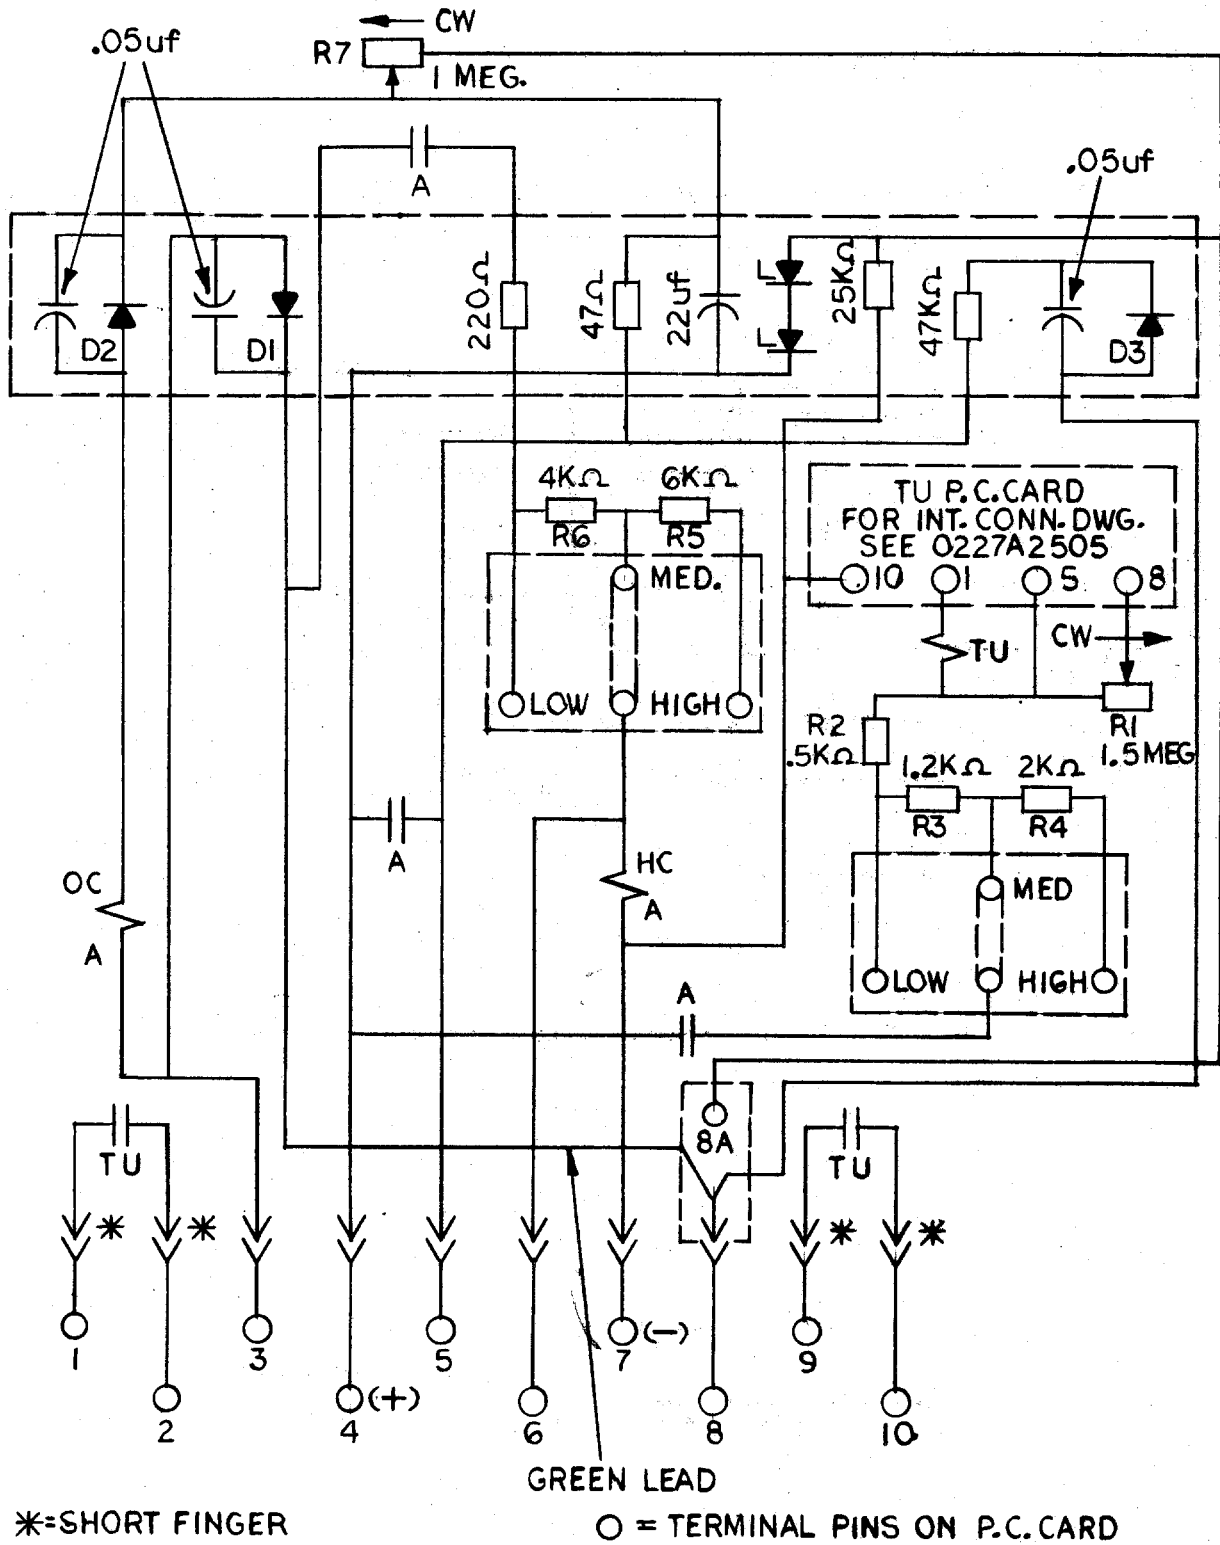 CW
.05uf
R7
1 MEG.
.05uf
A
220Ω
47Ω
22uf
L
L
25KΩ
47KΩ
D2
D1
D3
4KΩ
6KΩ
R6
R5
MED.
LOW
HIGH
TU P.C.CARD
FOR INT. CONN. DWG.
SEE 0227A2505
10
1
5
8
CW
TU
R2
.5KΩ
R1
1.5 MEG
1.2KΩ
2KΩ
R3
R4
MED
LOW
HIGH
A
HC
A
OC
A
A
8A
TU
TU
*
*
*
*
1
2
3
4
(+)
5
6
7
(−)
8
9
10
GREEN LEAD
*=SHORT FINGER
O = TERMINAL PINS ON P.C. CARD